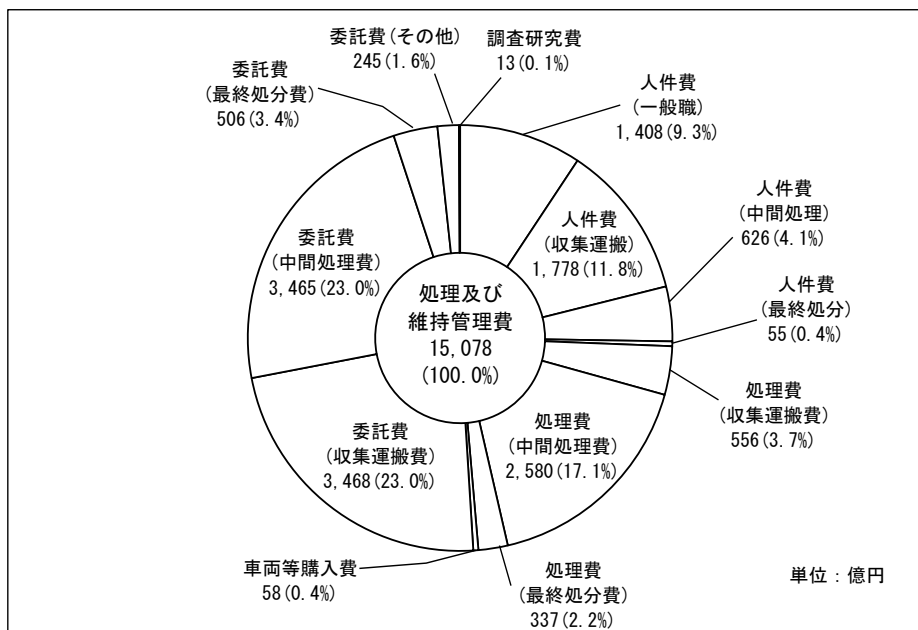 委託費(その他)
245(1.6%)
調査研究費
13(0.1%)
人件費
(一般職)
1,408(9.3%)
人件費
(収集運搬)
1,778(11.8%)
人件費
(中間処理)
626(4.1%)
人件費
(最終処分)
55(0.4%)
処理費
(収集運搬費)
556(3.7%)
処理費
(中間処理費)
2,580(17.1%)
処理費
(最終処分費)
337(2.2%)
車両等購入費
58(0.4%)
委託費
(収集運搬費)
3,468(23.0%)
委託費
(中間処理費)
3,465(23.0%)
委託費
(最終処分費)
506(3.4%)
処理及び
維持管理費
15,078
(100.0%)
単位：億円